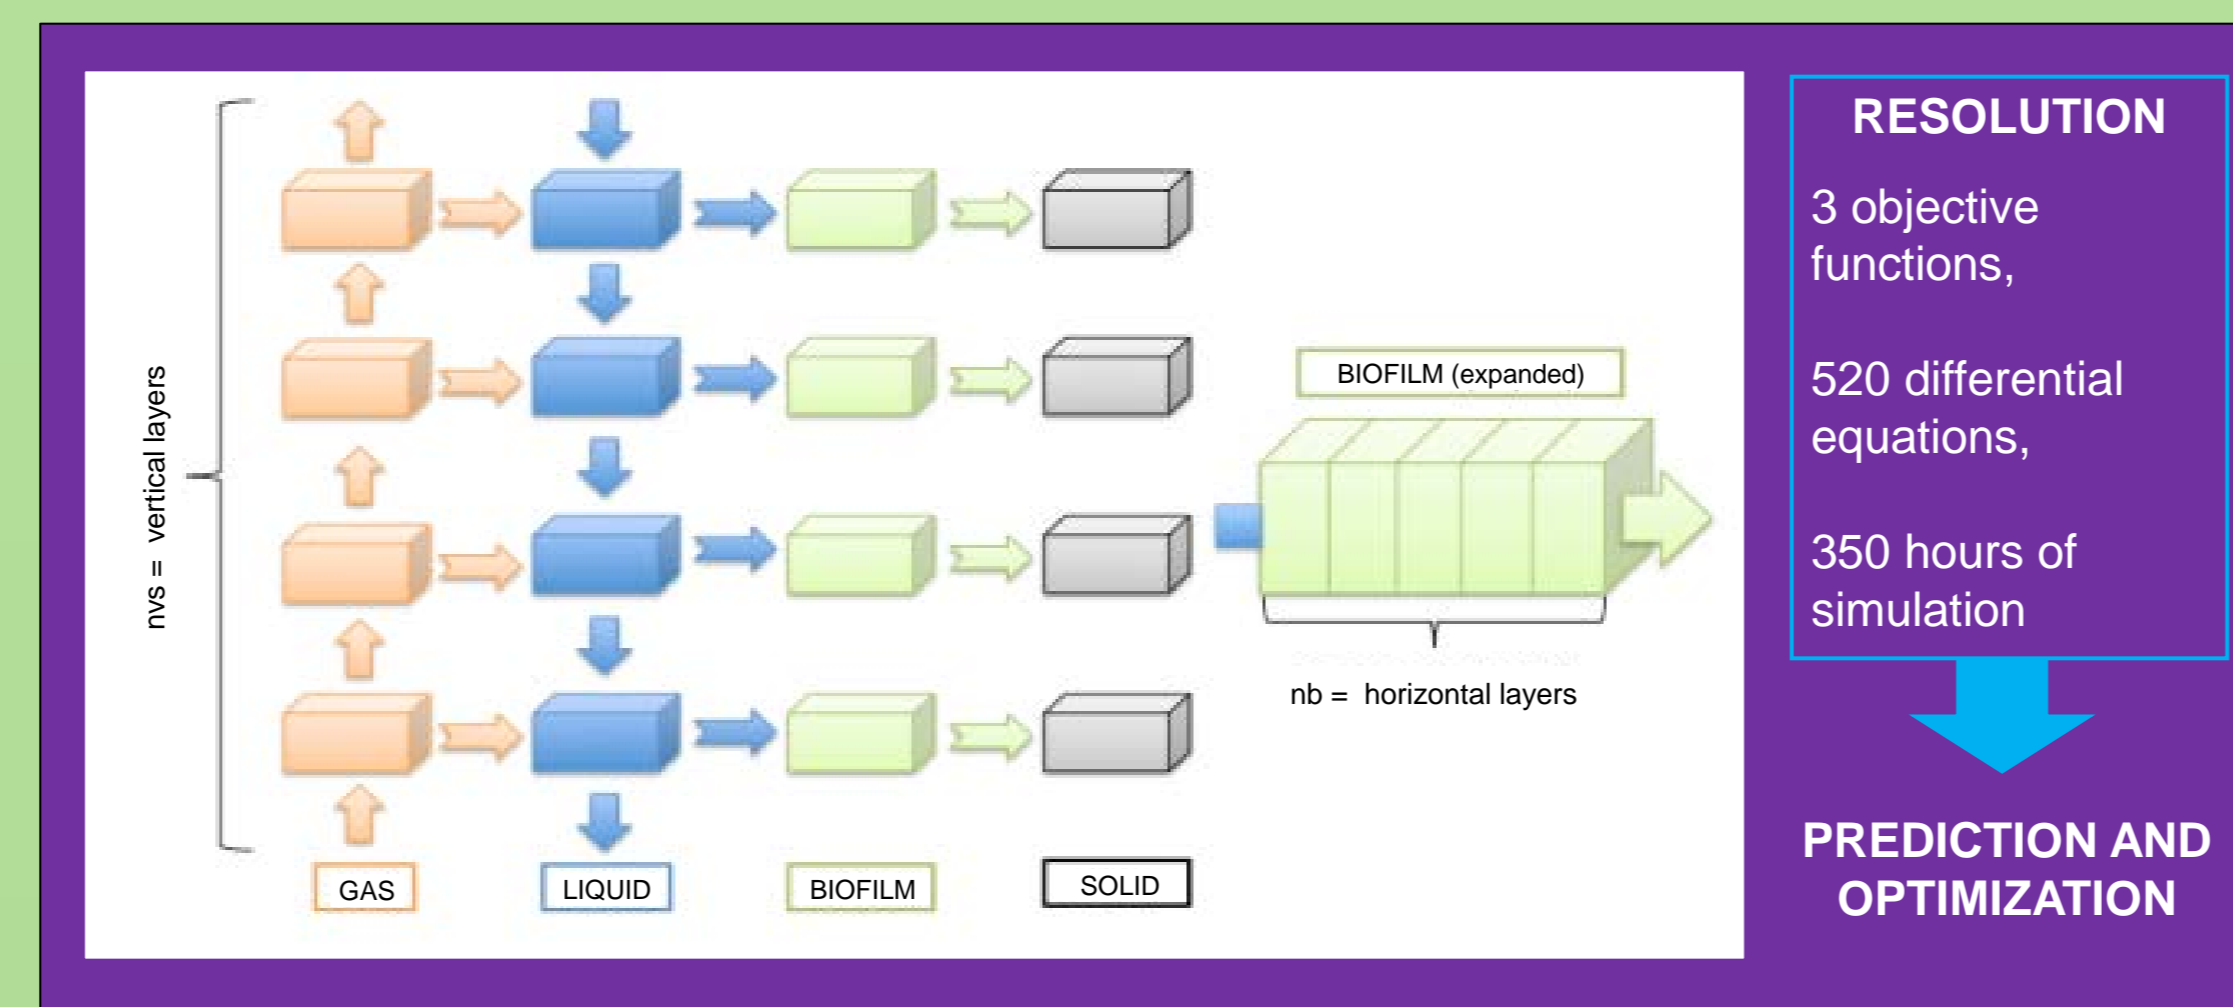 nvs =  vertical layers
GAS
LIQUID
BIOFILM
SOLID
BIOFILM (expanded)
nb =  horizontal layers
RESOLUTION
3 objective
functions,
520 differential
equations,
350 hours of
simulation
PREDICTION AND
OPTIMIZATION